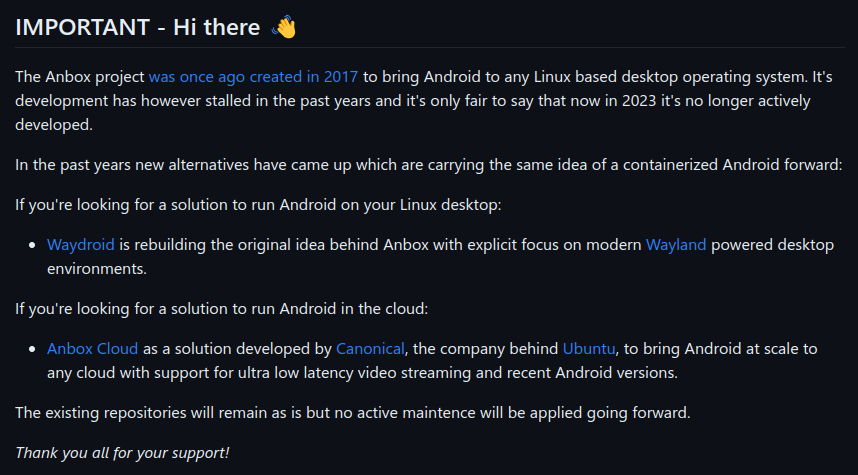 IMPORTANT - Hi there 👋
The Anbox project was once ago created in 2017 to bring Android to any Linux based desktop operating system. It's
development has however stalled in the past years and it's only fair to say that now in 2023 it's no longer actively
developed.
In the past years new alternatives have came up which are carrying the same idea of a containerized Android forward:
If you're looking for a solution to run Android on your Linux desktop:
• Waydroid is rebuilding the original idea behind Anbox with explicit focus on modern Wayland powered desktop
environments.
If you're looking for a solution to run Android in the cloud:
• Anbox Cloud as a solution developed by Canonical, the company behind Ubuntu, to bring Android at scale to
any cloud with support for ultra low latency video streaming and recent Android versions.
The existing repositories will remain as is but no active maintence will be applied going forward.
Thank you all for your support!